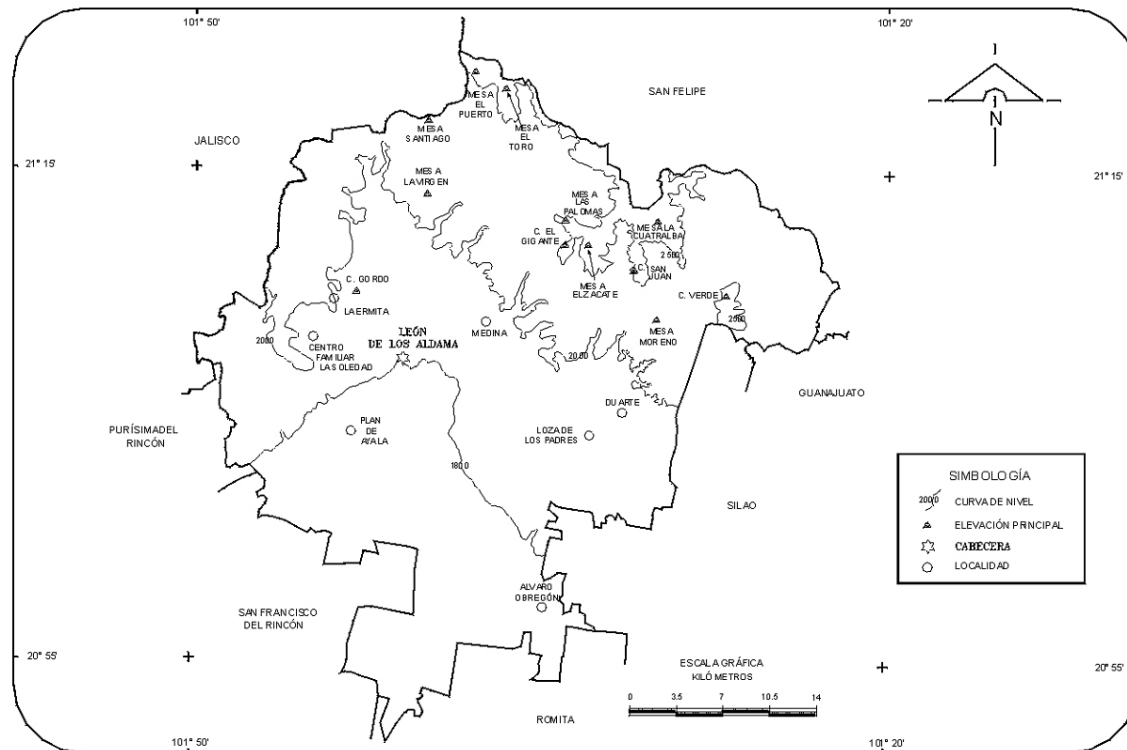 101° 50'
101° 20'
SAN FELIPE
JALISCO
MESA
EL
PUERTO
MESA
EL
TORO
MESA
SANTIAGO
N
21° 15'
21° 15'
MESA
LA VIRGEN
MESA
LAS
PALOMAS
C. EL
GIGANTE
MESA LA
CUATRALBA
2 500
C. SAN
JUAN
MESA
EL ZACATE
C. GORDO
LA ERMITA
C. VERDE
2500
MESA
MORENO
MEDINA
LEÓN
DE LOS ALDAMA
2000
CENTRO
FAMILIAR
LA SOLEDAD
2000
GUANAJUATO
DUARTE
PURÍSIMA DEL
RINCÓN
PLAN
DE
AYALA
LOZA DE
LOS PADRES
1800
SILAO
SIMBOLOGÍA
2000 CURVA DE NIVEL
ELEVACIÓN PRINCIPAL
CABECERA
LOCALIDAD
ALVARO
OBREGÓN
SAN FRANCISCO
DEL RINCÓN
20° 55'
20° 55'
ESCALA GRÁFICA
KILÓMETROS
0 3.5 7 10.5 14
ROMITA
101° 50'
101° 20'